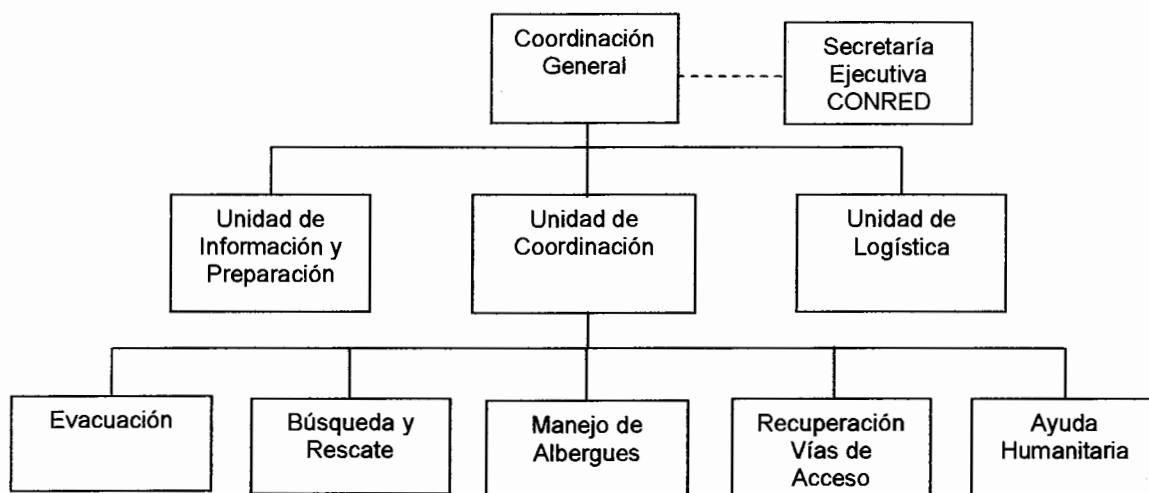 Coordinación
General
Secretaría
Ejecutiva
CONRED
Unidad de
Información y
Preparación
Unidad de
Coordinación
Unidad de
Logística
Evacuación
Búsqueda y
Rescate
Manejo de
Albergues
Recuperación
Vías de
Acceso
Ayuda
Humanitaria